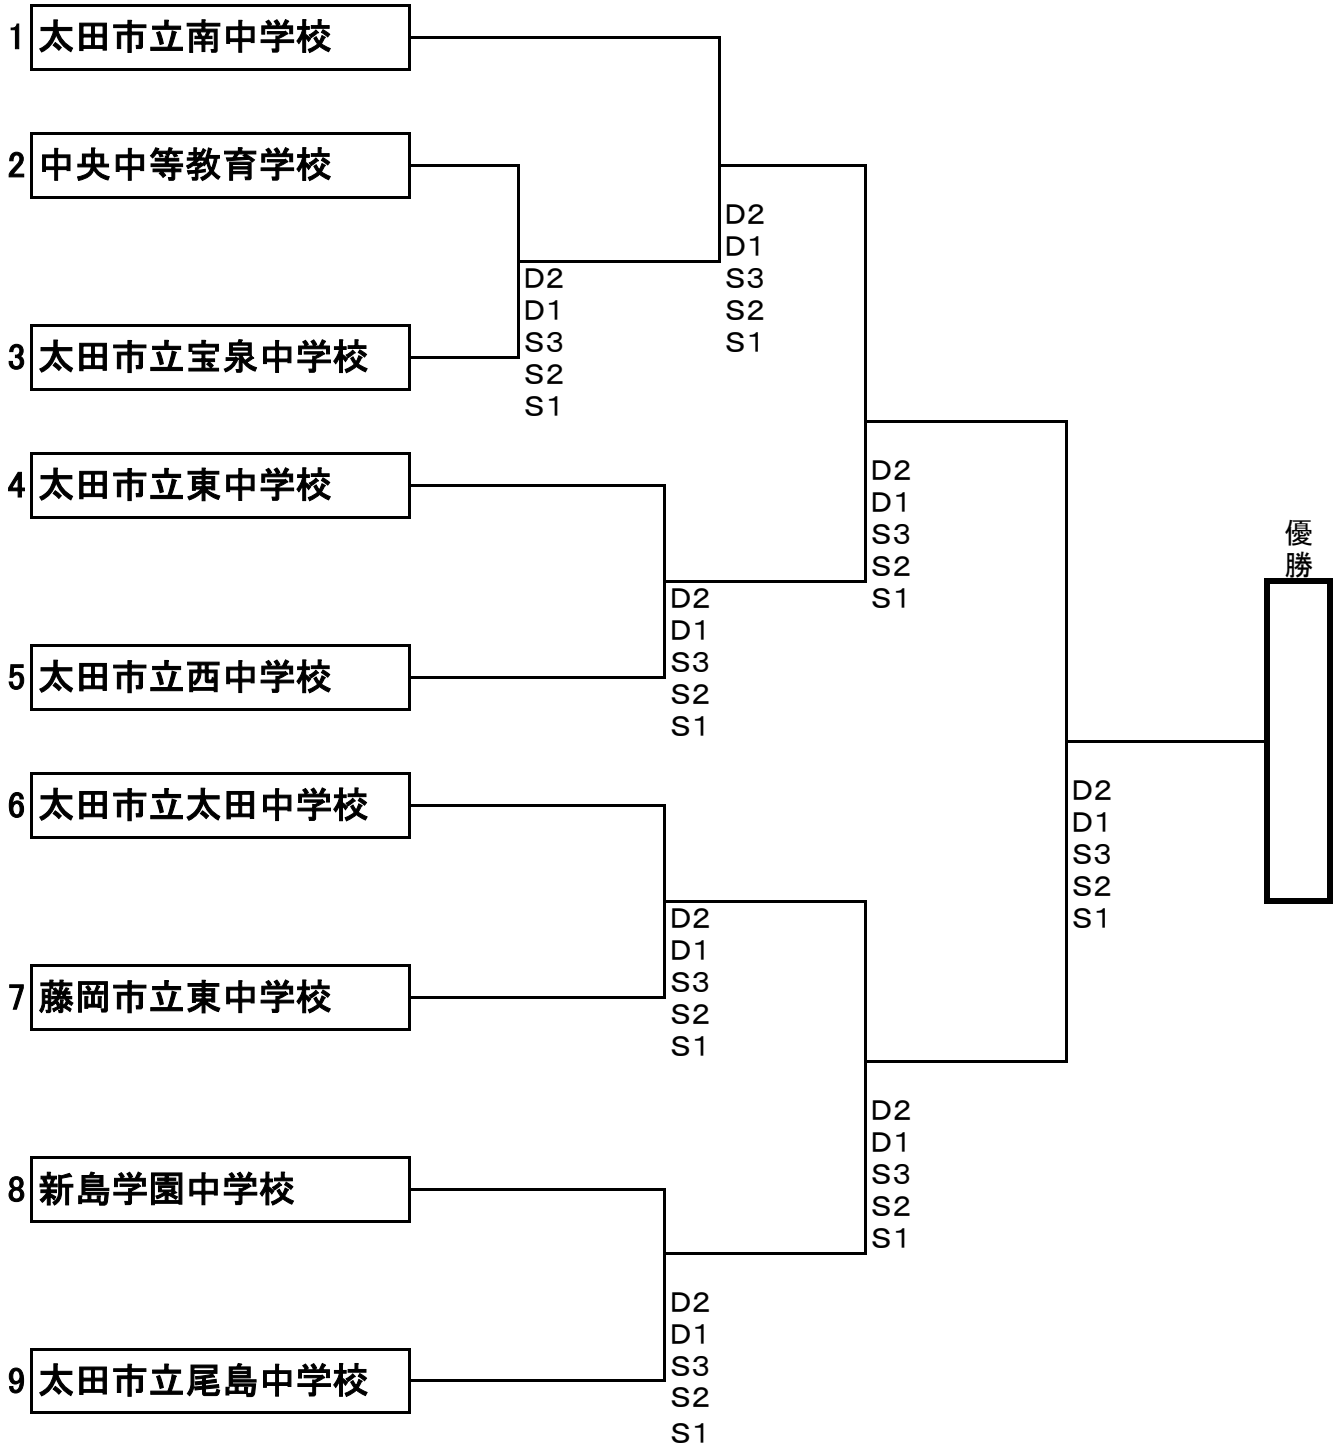 1 太田市立南中学校
2 中央中等教育学校
D2
D1
S3
S2
S1
D2
D1
S3
S2
S1
3 太田市立宝泉中学校
4 太田市立東中学校
D2
D1
S3
S2
S1
優
勝
D2
D1
S3
S2
S1
5 太田市立西中学校
6 太田市立太田中学校
D2
D1
S3
S2
S1
D2
D1
S3
S2
S1
7 藤岡市立東中学校
D2
D1
S3
S2
S1
8 新島学園中学校
D2
D1
S3
S2
S1
9 太田市立尾島中学校